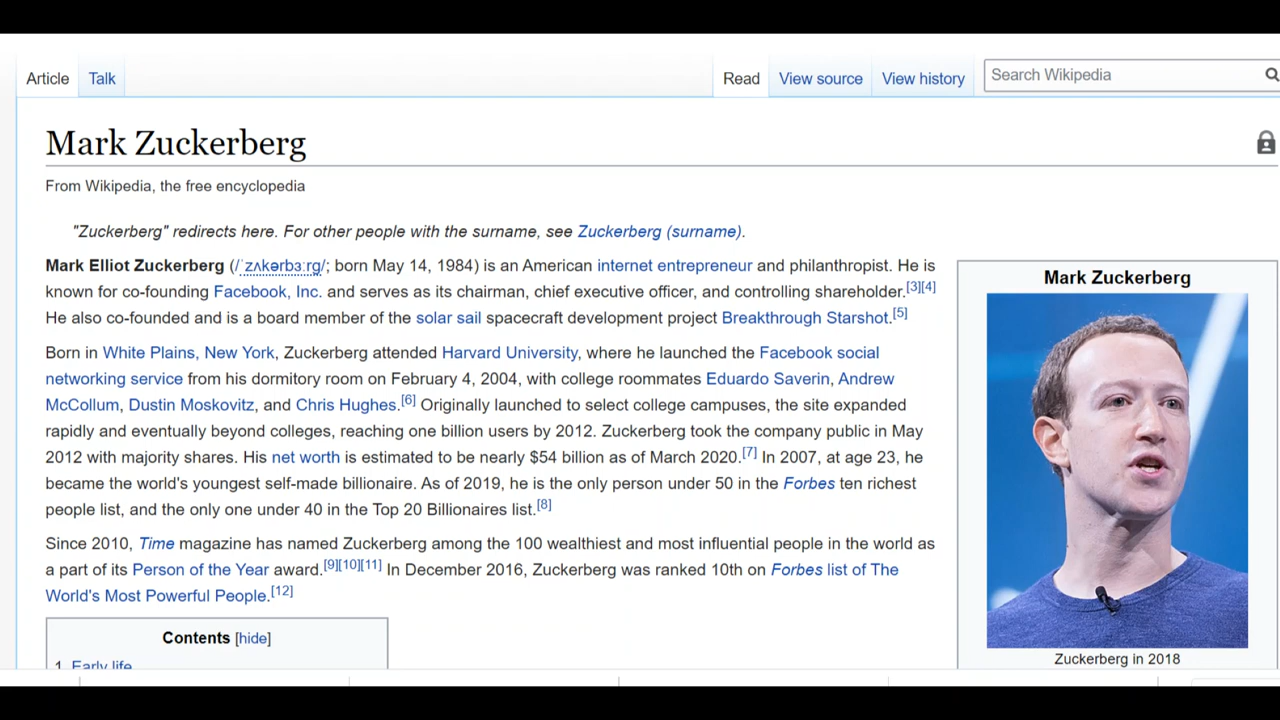 Article
Talk
Read
View source
View history
Search Wikipedia
Mark Zuckerberg
From Wikipedia, the free encyclopedia
"Zuckerberg" redirects here. For other people with the surname, see Zuckerberg (surname).
Mark Elliot Zuckerberg (/ˈzʌkərbɜːrɡ/; born May 14, 1984) is an American internet entrepreneur and philanthropist. He is
known for co-founding Facebook, Inc. and serves as its chairman, chief executive officer, and controlling shareholder.[3][4]
He also co-founded and is a board member of the solar sail spacecraft development project Breakthrough Starshot.[5]
Born in White Plains, New York, Zuckerberg attended Harvard University, where he launched the Facebook social
networking service from his dormitory room on February 4, 2004, with college roommates Eduardo Saverin, Andrew
McCollum, Dustin Moskovitz, and Chris Hughes.[6] Originally launched to select college campuses, the site expanded
rapidly and eventually beyond colleges, reaching one billion users by 2012. Zuckerberg took the company public in May
2012 with majority shares. His net worth is estimated to be nearly $54 billion as of March 2020.[7] In 2007, at age 23, he
became the world's youngest self-made billionaire. As of 2019, he is the only person under 50 in the Forbes ten richest
people list, and the only one under 40 in the Top 20 Billionaires list.[8]
Since 2010, Time magazine has named Zuckerberg among the 100 wealthiest and most influential people in the world as
a part of its Person of the Year award.[9][10][11] In December 2016, Zuckerberg was ranked 10th on Forbes list of The
World's Most Powerful People.[12]
Contents [hide]
1 Early life
Mark Zuckerberg
Zuckerberg in 2018